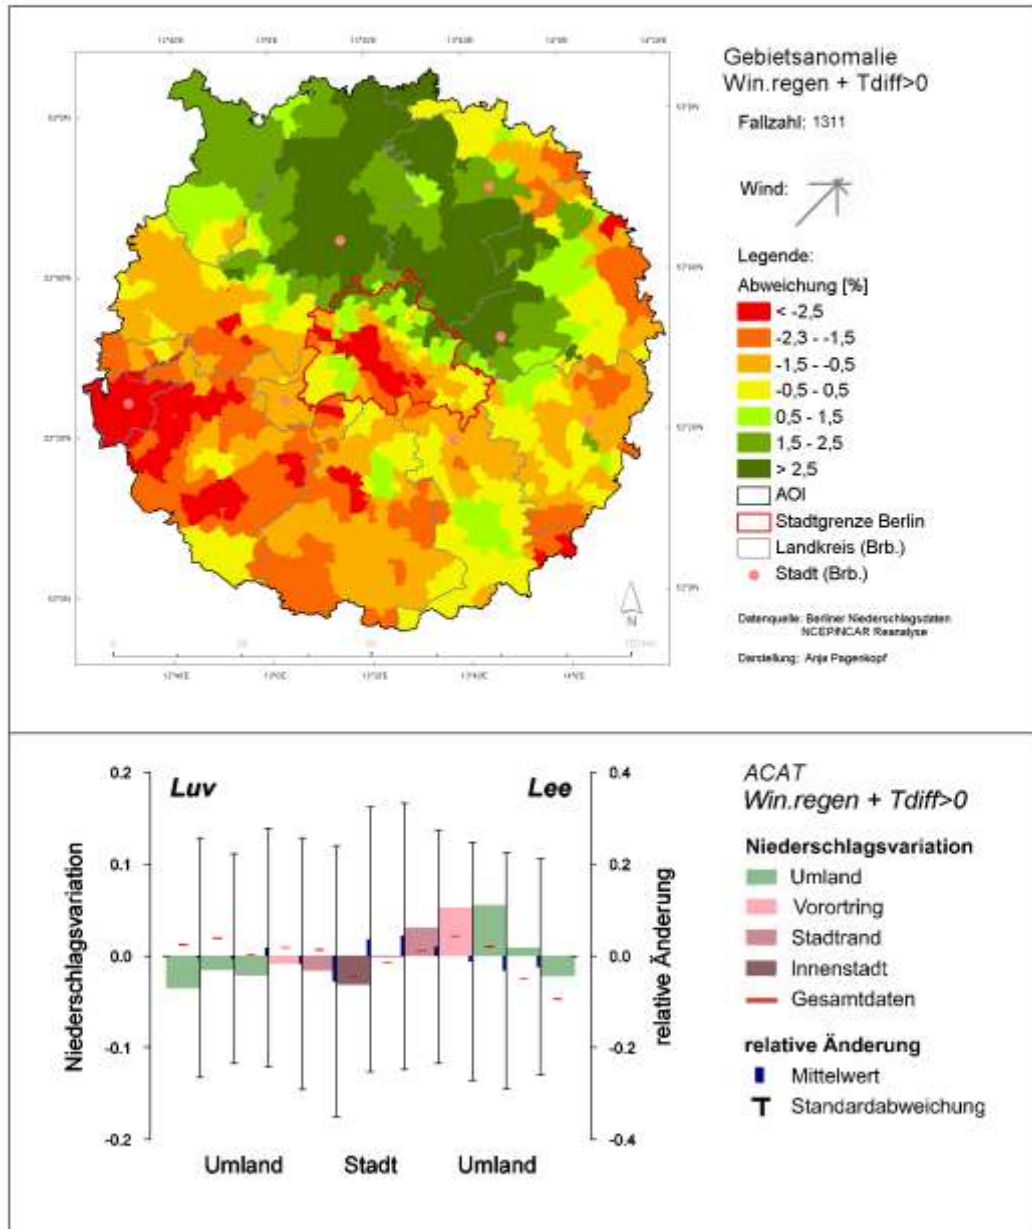 Gebietsanomalie
Win.regen + Tdiff>0
Fallzahl: 1311
Wind:
Legende:
Abweichung [%]
< -2,5
-2,3 - -1,5
-1,5 - -0,5
-0,5 - 0,5
0,5 - 1,5
1,5 - 2,5
> 2,5
AOI
Stadtgrenze Berlin
Landkreis (Brb.)
Stadt (Brb.)
N
Datenquelle: Berliner Niederschlagsdaten
NCEP/NCAR Reanalyse
Darstellung: Anja Pagenkopf
0.2
0.1
0.0
-0.1
-0.2
Niederschlagsvariation
Luv
Lee
0.4
0.2
0.0
-0.2
-0.4
relative Änderung
Umland
Stadt
Umland
ACAT
Win.regen + Tdiff>0
Niederschlagsvariation
Umland
Vorortring
Stadtrand
Innenstadt
Gesamtdaten
relative Änderung
Mittelwert
Standardabweichung